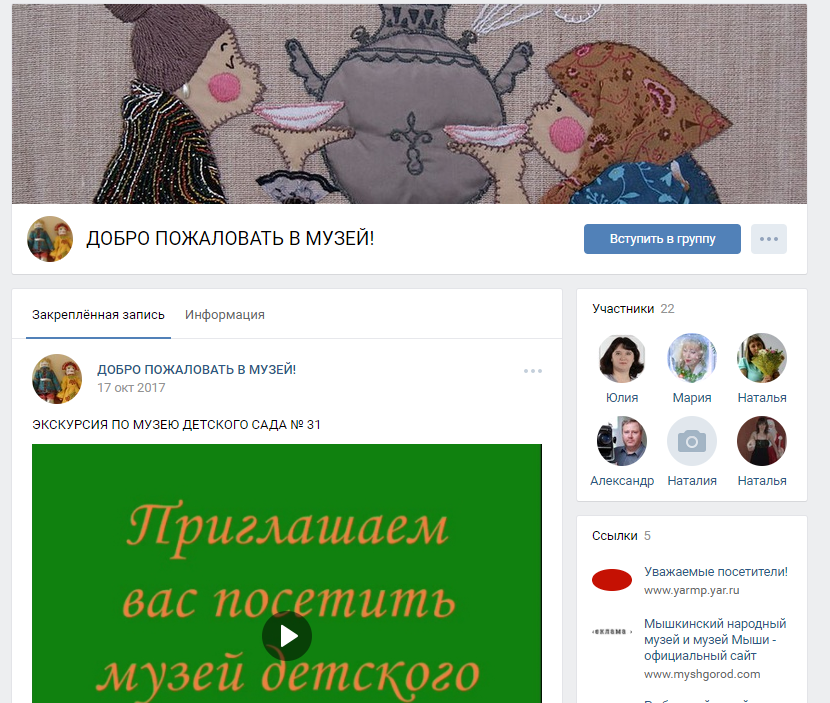 ДОБРО ПОЖАЛОВАТЬ В МУЗЕЙ!
Вступить в группу
Закреплённая запись
Информация
ДОБРО ПОЖАЛОВАТЬ В МУЗЕЙ!
17 окт 2017
ЭКСКУРСИЯ ПО МУЗЕЮ ДЕТСКОГО САДА № 31
Приглашаем
вас посетить
музей детского
Участники 22
Юлия
Мария
Наталья
Александр
Наталия
Наталья
Ссылки 5
Уважаемые посетители!
www.yarmp.yar.ru
Мышкинский народный
музей и музей Мыши -
официальный сайт
www.myshgorod.com